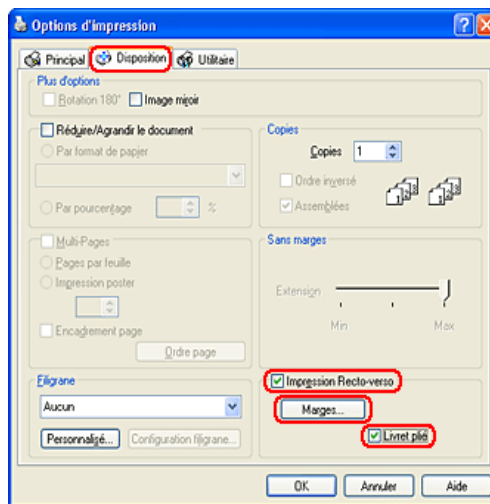 Options d'impression
Principal Disposition Utilitaire
Plus d'options
Rotation 180° Image miroir
Réduire/Agrandir le document
Par format de papier
Par pourcentage %
Copies
Copies 1
Ordre inversé
Assemblées
Multi-Pages
Pages par feuille
Impression poster
Encadrement page
Ordre page
Sans marges
Extension
Min Max
Filigrane
Aucun
Personnalisé... Configuration filigrane...
Impression Recto-verso
Marges...
Livret plié
OK Annuler Aide